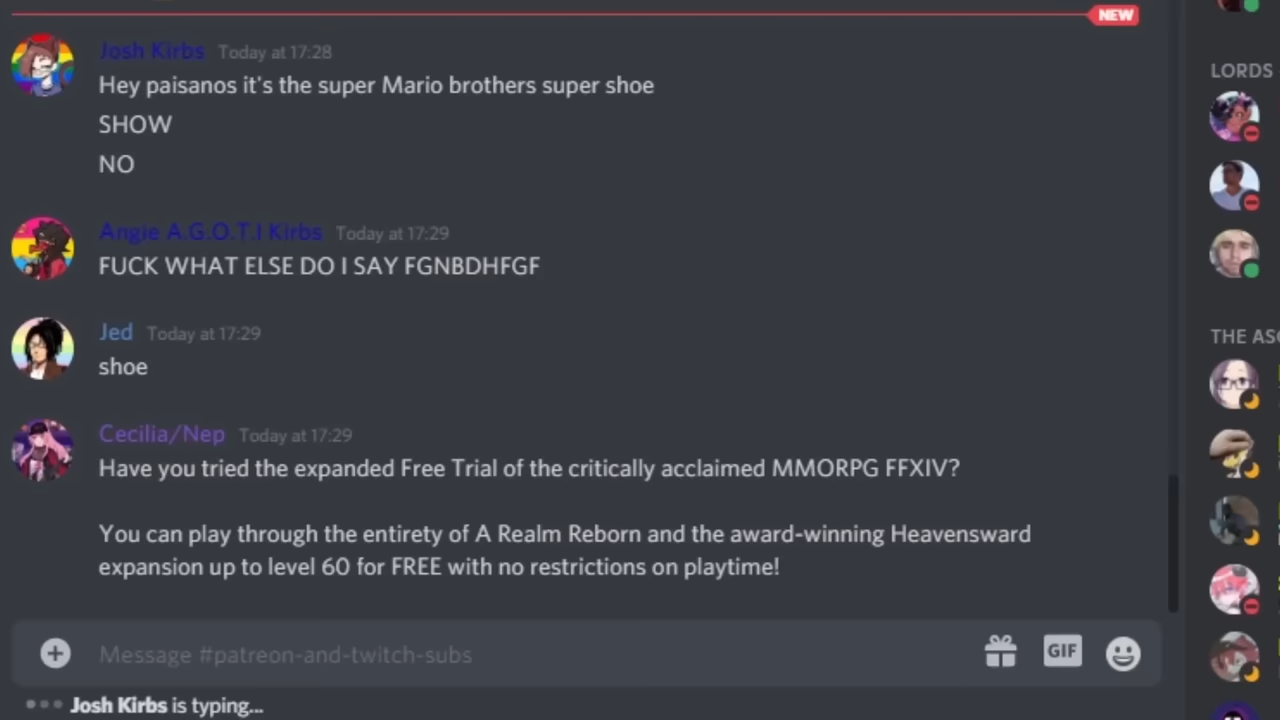 NEW
Josh Kirbs Today at 17:28
Hey paisanos it's the super Mario brothers super shoe
SHOW
NO
Angie A.G.O.T.I Kirbs Today at 17:29
FUCK WHAT ELSE DO I SAY FGNBDHFGF
Jed Today at 17:29
shoe
Cecilia/Nep Today at 17:29
Have you tried the expanded Free Trial of the critically acclaimed MMORPG FFXIV?
You can play through the entirety of A Realm Reborn and the award-winning Heavensward
expansion up to level 60 for FREE with no restrictions on playtime!
Message #patreon-and-twitch-subs
GIF
Josh Kirbs is typing...
LORDS
THE ASC